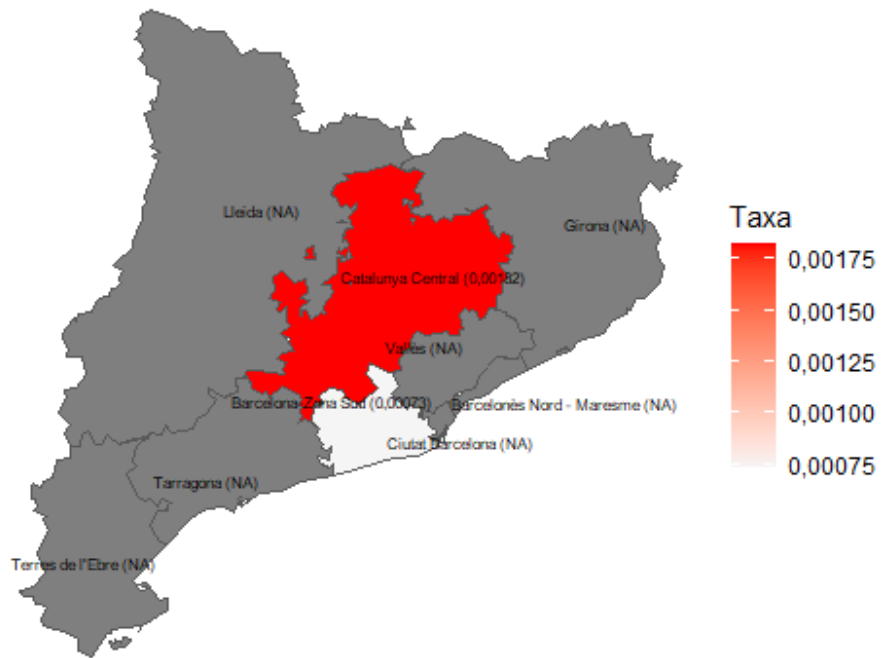 Lleida (NA)
Girona (NA)
Catalunya Central (0,00182)
Vallès (NA)
Barcelona-Zona Sud (0,00073)
Barcelonès Nord - Maresme (NA)
Ciutat Barcelona (NA)
Tarragona (NA)
Terres de l'Ebre (NA)
Taxa
0,00175
0,00150
0,00125
0,00100
0,00075